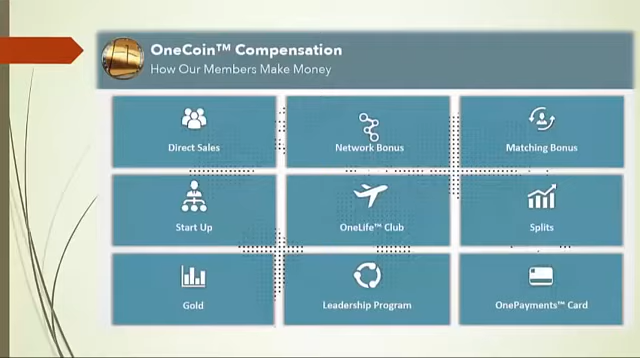 OneCoin™ Compensation
How Our Members Make Money
Direct Sales
Network Bonus
Matching Bonus
Start Up
OneLife™ Club
Splits
Gold
Leadership Program
OnePayments™ Card